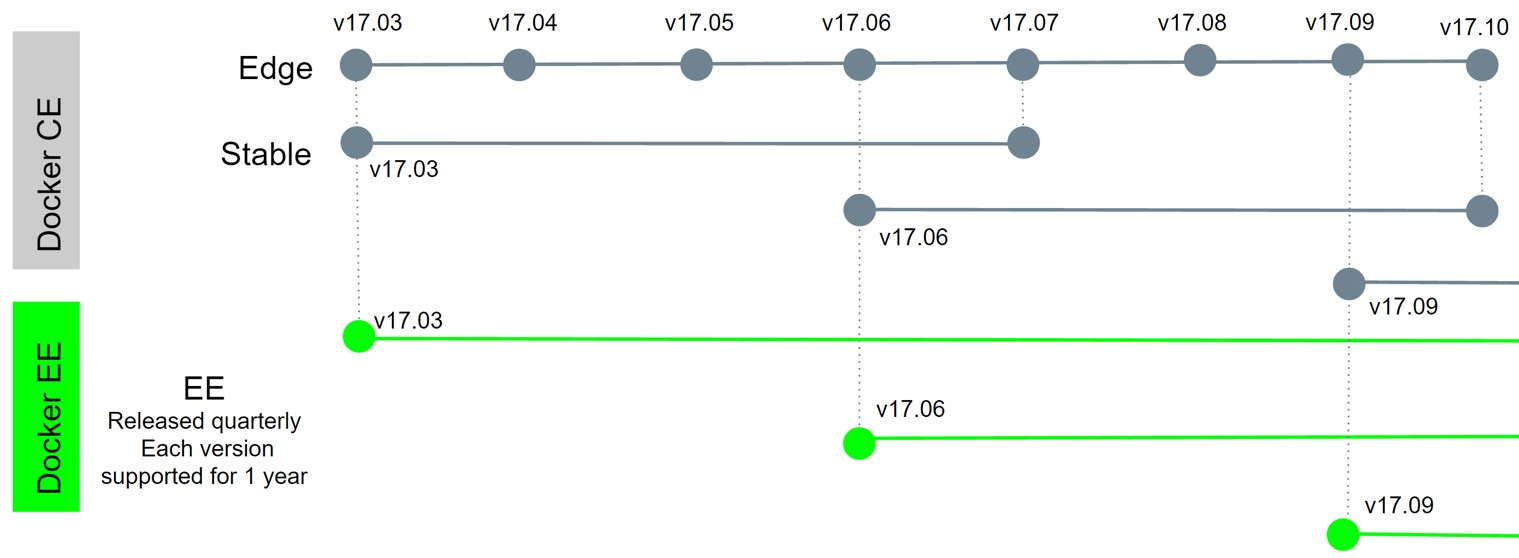 v17.03
v17.04
v17.05
v17.06
v17.07
v17.08
v17.09
v17.10
Edge
Docker CE
Stable
v17.03
v17.06
v17.09
v17.03
Docker EE
EE
Released quarterly
Each version
supported for 1 year
v17.06
v17.09